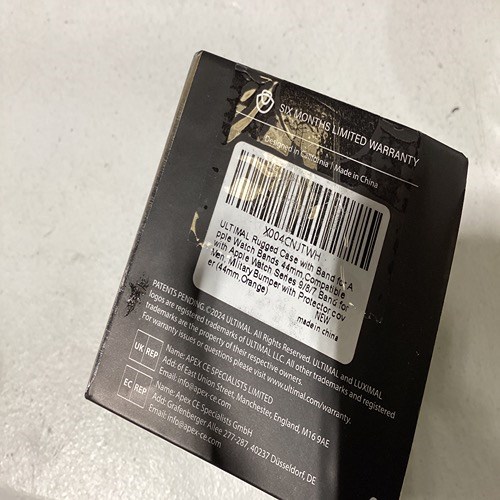 SIX MONTHS LIMITED WARRANTY
Designed in California | Made in China
X004CNJTWH
ULTIMAL Rugged Case with Band for A
pple Watch Bands 44mm,Compatible
with Apple Watch Series 9/8/7 Band for
Men, Military Bumper with Protector Cov
er (44mm,Orange)
NEW
made in china
PATENTS PENDING. ©2024 ULTIMAL. All Rights Reserved. ULTIMAL and LUXIMAL
logos are registered trademarks of ULTIMAL LLC. All other trademarks and registered
trademarks are the property of their respective owners.
For warranty issues or questions please visit www.ultimal.com/warranty.
UK REP
Name: APEX CE SPECIALISTS LIMITED
Add: 6f East Union Street, Manchester, England, M16 9AE
Email: info@apex-ce.com
EC REP
Name: APEX CE Specialists GmbH
Add: Grafenberger Allee 277-287, 40237 Düsseldorf, DE
Email: info@apex-ce.com